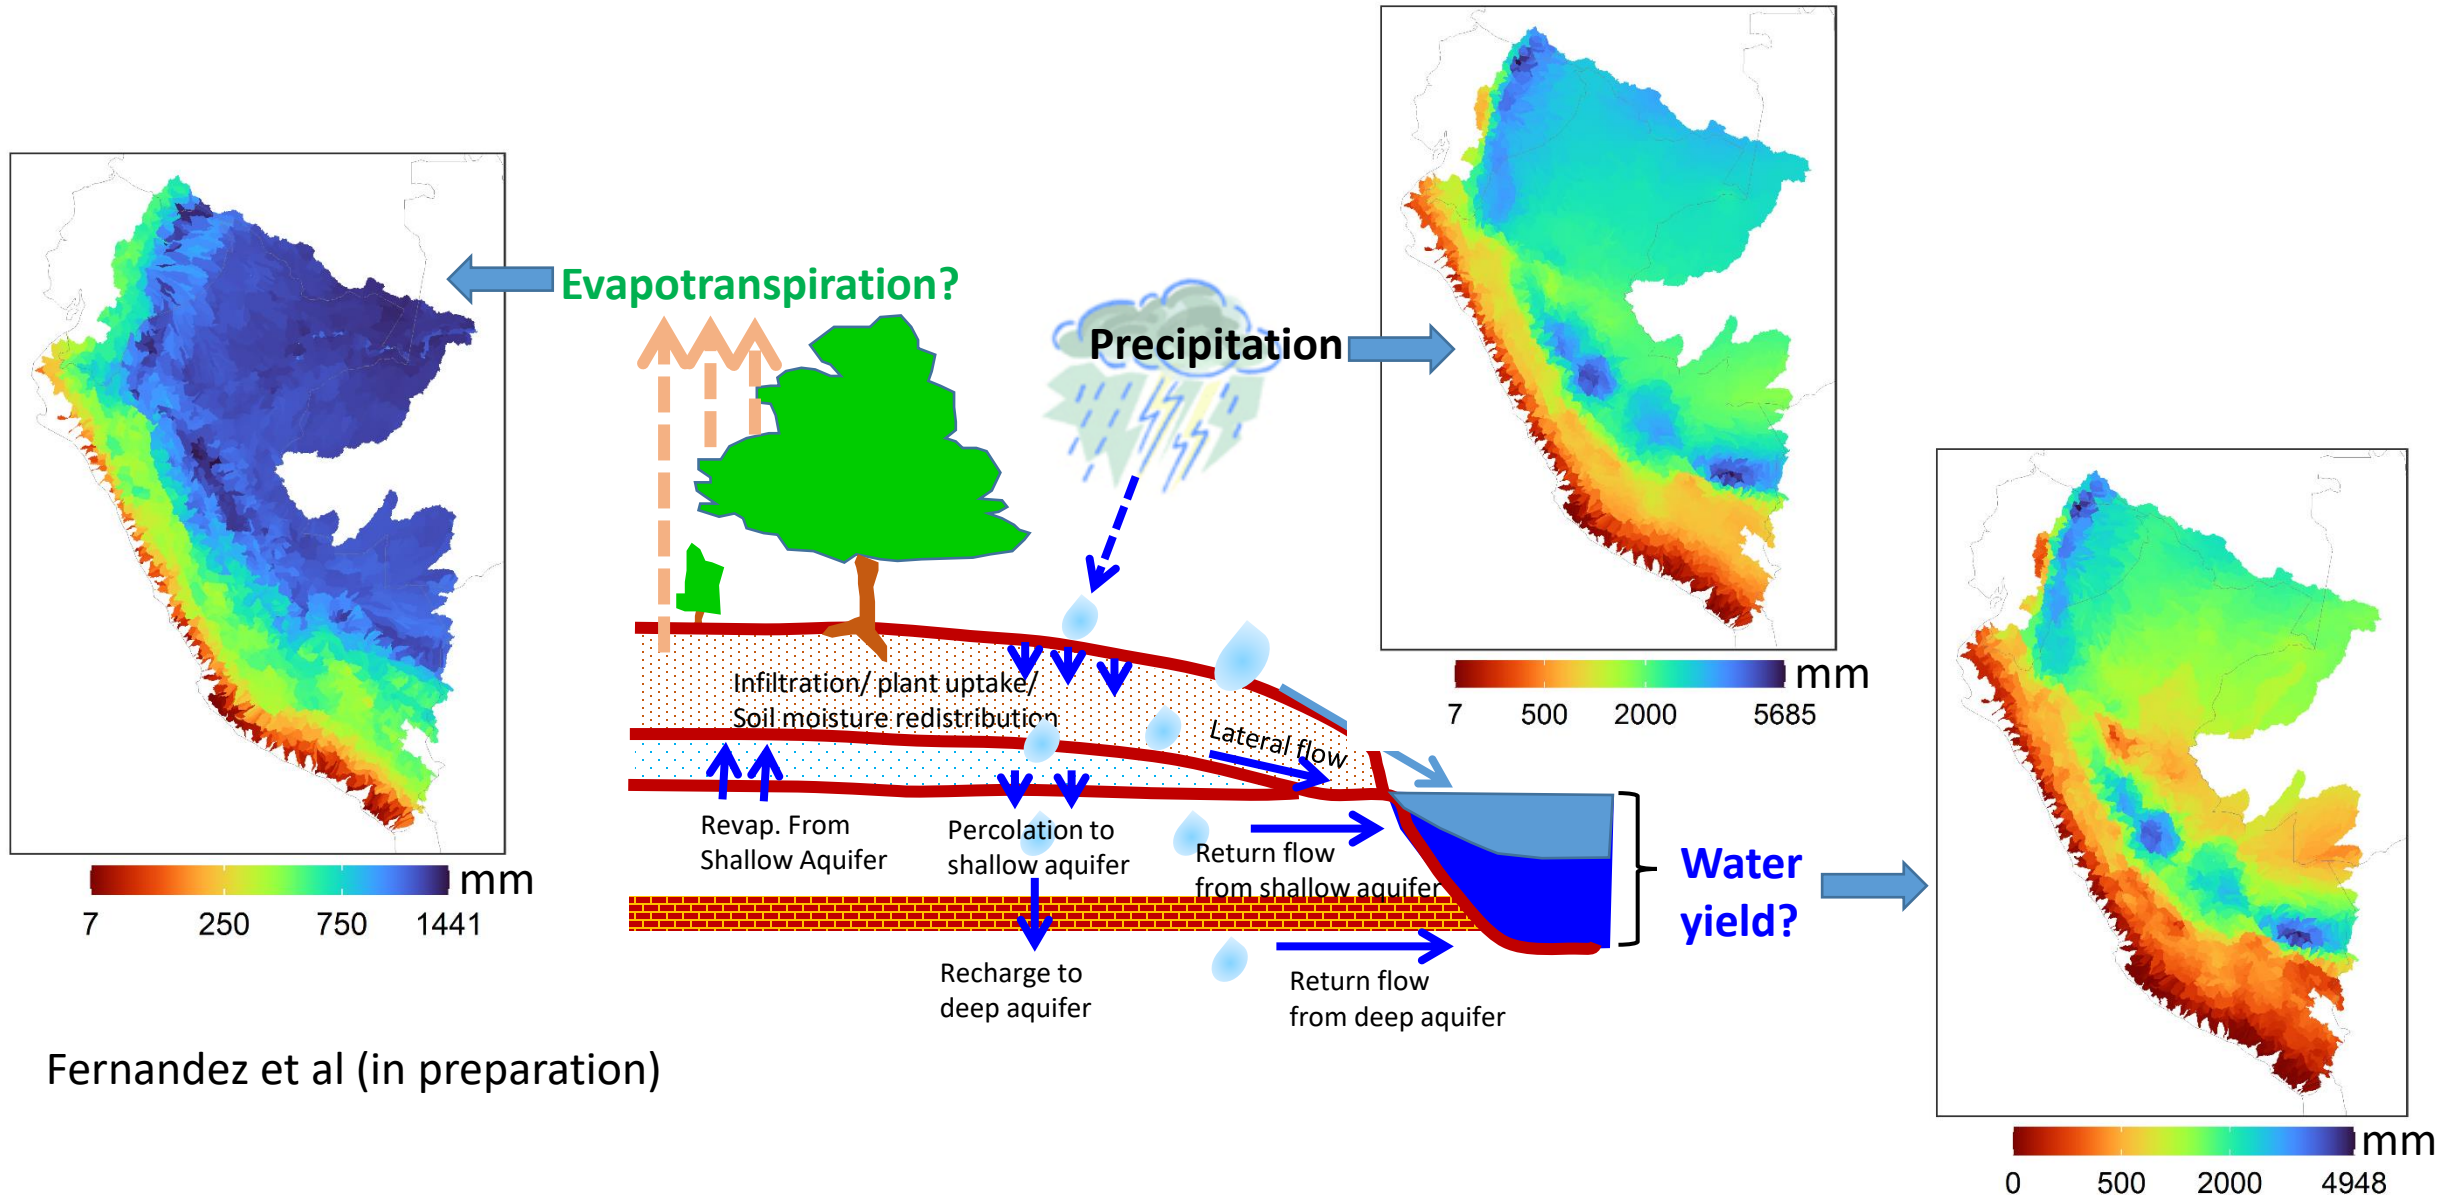 Evapotranspiration?
Precipitation
mm
7 250 750 1441
mm
7 500 2000 5685
Infiltration/ plant uptake/
Soil moisture redistribution
Lateral flow
Revap. From
Shallow Aquifer
Percolation to
shallow aquifer
Return flow
from shallow aquifer
Water
yield?
Recharge to
deep aquifer
Return flow
from deep aquifer
Fernandez et al (in preparation)
mm
0 500 2000 4948